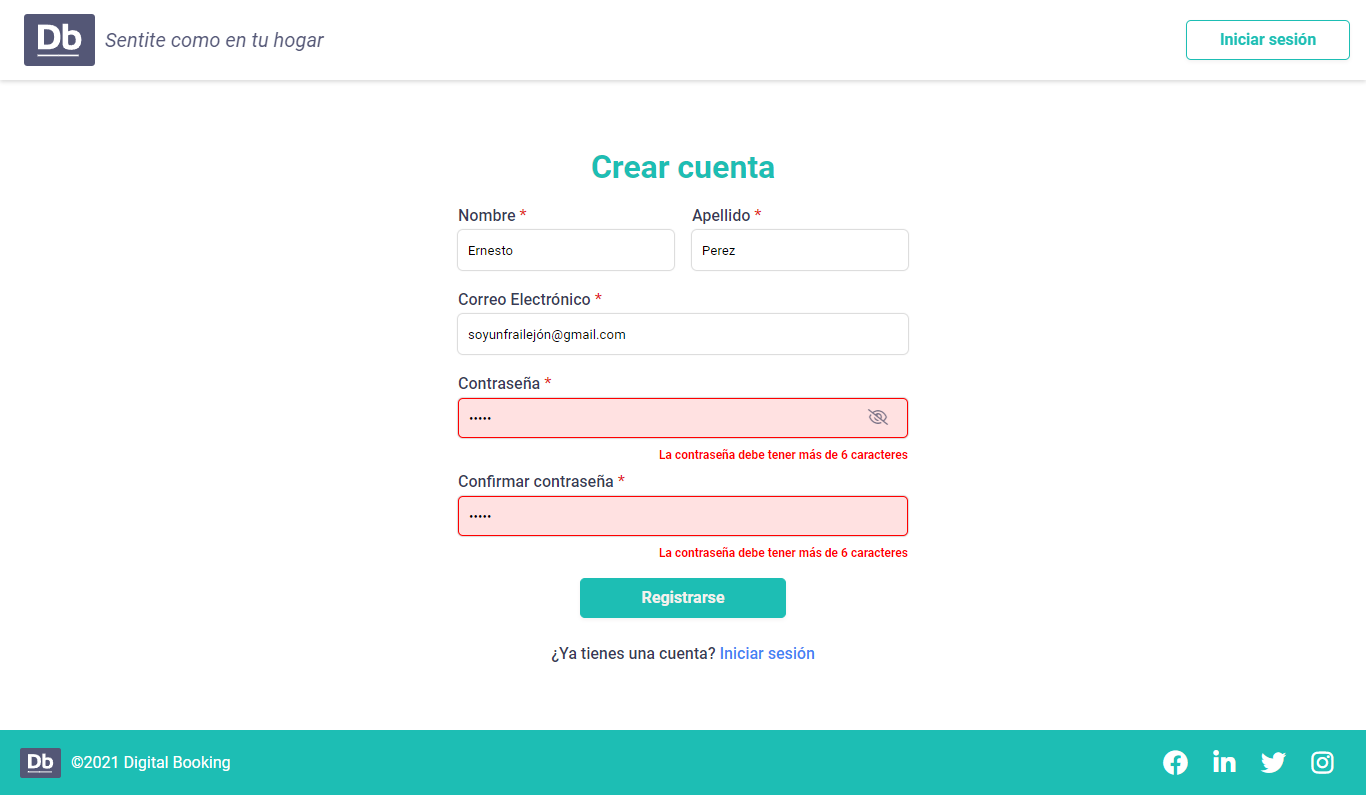 Db Sentite como en tu hogar
Iniciar sesión
Crear cuenta
Nombre * Apellido *
Ernesto Perez
Correo Electrónico *
soyunfrailejón@gmail.com
Contraseña *
•••••
La contraseña debe tener más de 6 caracteres
Confirmar contraseña *
•••••
La contraseña debe tener más de 6 caracteres
Registrarse
¿Ya tienes una cuenta? Iniciar sesión
Db ©2021 Digital Booking